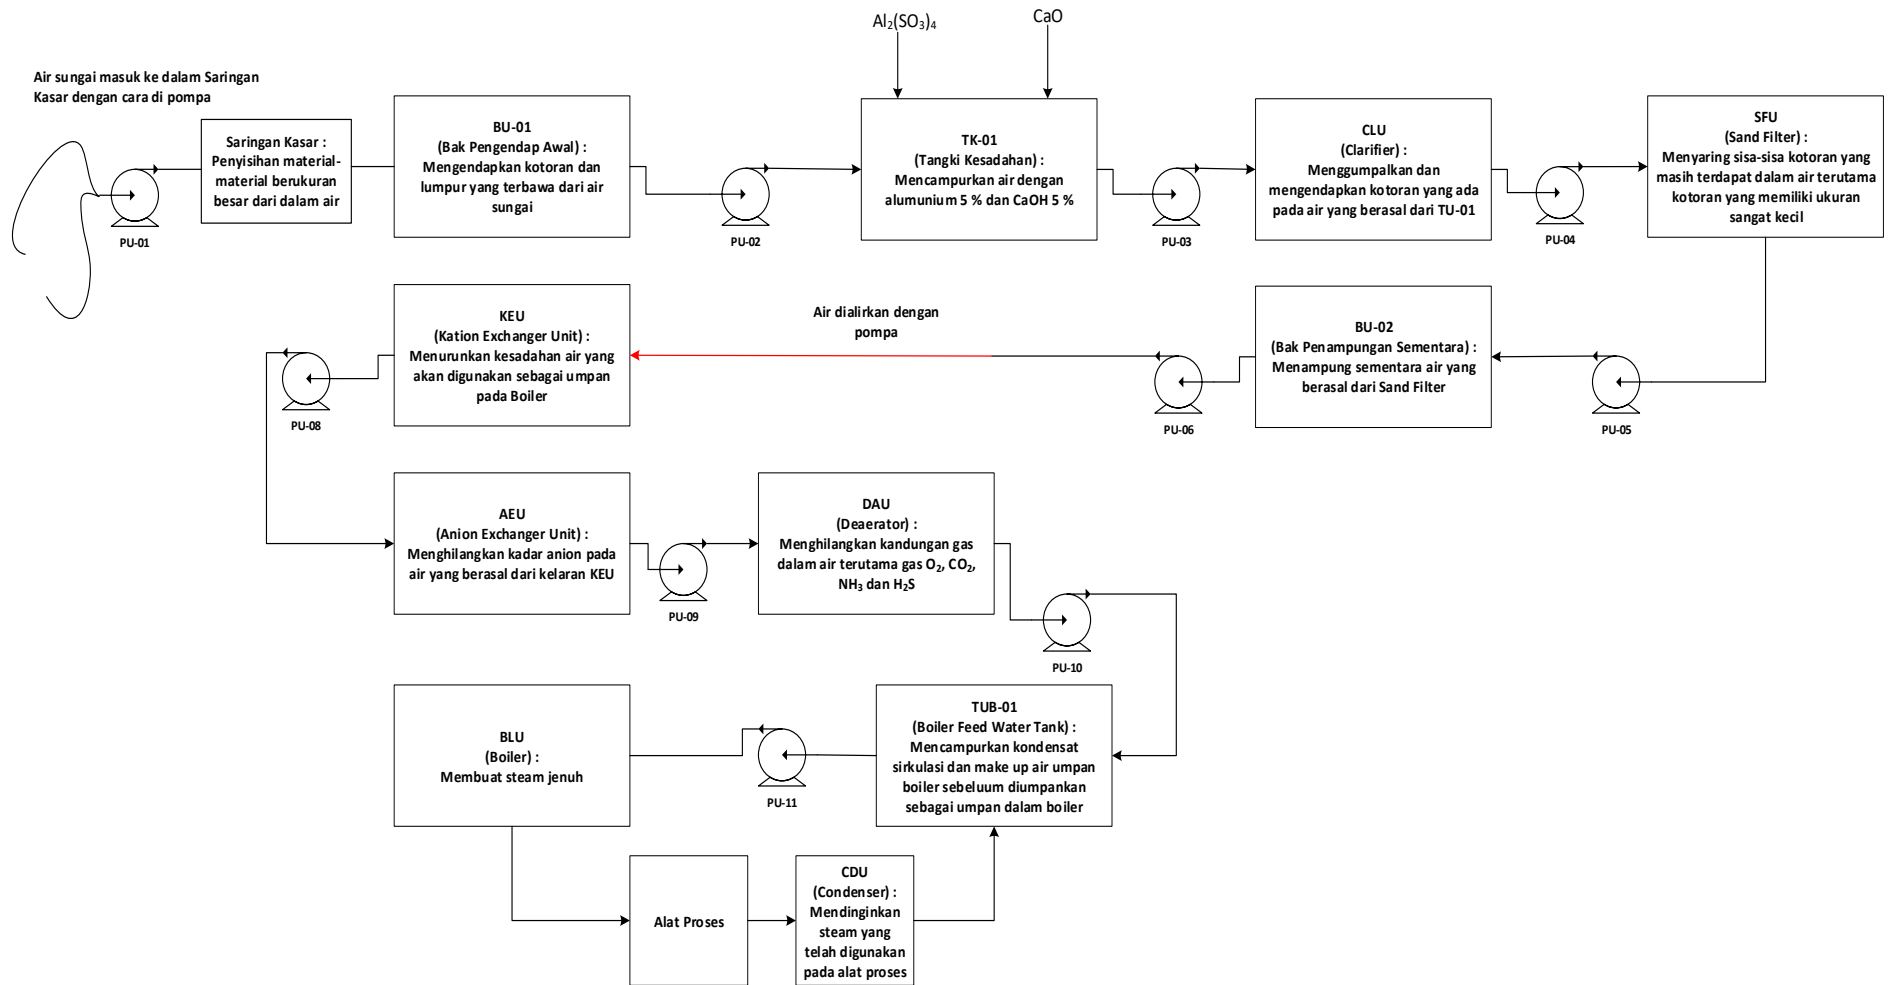 Al₂(SO₃)₄
CaO
Air sungai masuk ke dalam Saringan
Kasar dengan cara di pompa
PU-01
Saringan Kasar :
Penyisihan material-
material berukuran
besar dari dalam air
BU-01
(Bak Pengendap Awal) :
Mengendapkan kotoran dan
lumpur yang terbawa dari air
sungai
PU-02
TK-01
(Tangki Kesadahan) :
Mencampurkan air dengan
alumunium 5 % dan CaOH 5 %
PU-03
CLU
(Clarifier) :
Menggumpalkan dan
mengendapkan kotoran yang ada
pada air yang berasal dari TU-01
PU-04
SFU
(Sand Filter) :
Menyaring sisa-sisa kotoran yang
masih terdapat dalam air terutama
kotoran yang memiliki ukuran
sangat kecil
PU-05
BU-02
(Bak Penampungan Sementara) :
Menampung sementara air yang
berasal dari Sand Filter
PU-06
Air dialirkan dengan
pompa
KEU
(Kation Exchanger Unit) :
Menurunkan kesadahan air yang
akan digunakan sebagai umpan
pada Boiler
PU-08
AEU
(Anion Exchanger Unit) :
Menghilangkan kadar anion pada
air yang berasal dari kelaran KEU
PU-09
DAU
(Deaerator) :
Menghilangkan kandungan gas
dalam air terutama gas O₂, CO₂,
NH₃ dan H₂S
PU-10
TUB-01
(Boiler Feed Water Tank) :
Mencampurkan kondensat
sirkulasi dan make up air umpan
boiler sebeluum diumpankan
sebagai umpan dalam boiler
PU-11
BLU
(Boiler) :
Membuat steam jenuh
Alat Proses
CDU
(Condenser) :
Mendinginkan
steam yang
telah digunakan
pada alat proses